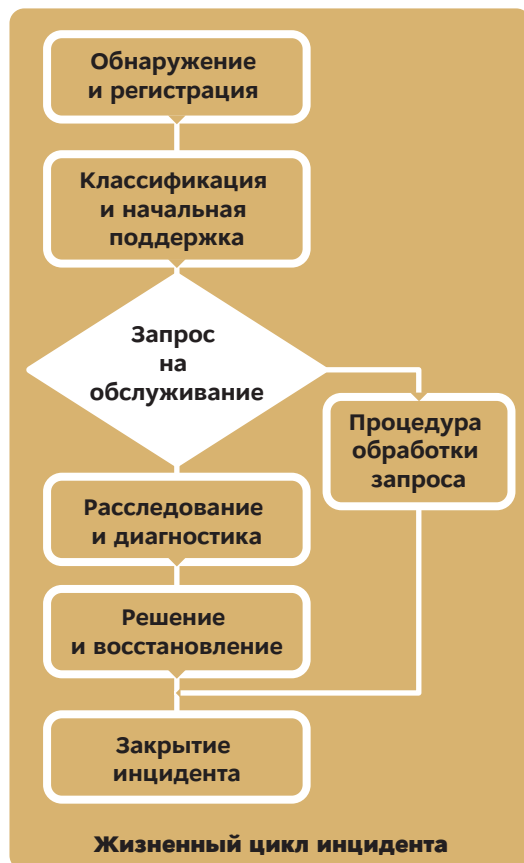 Обнаружение
и регистрация
Классификация
и начальная
поддержка
Запрос
на
обслуживание
Процедура
обработки
запроса
Расследование
и диагностика
Решение
и восстановление
Закрытие
инцидента
Жизненный цикл инцидента